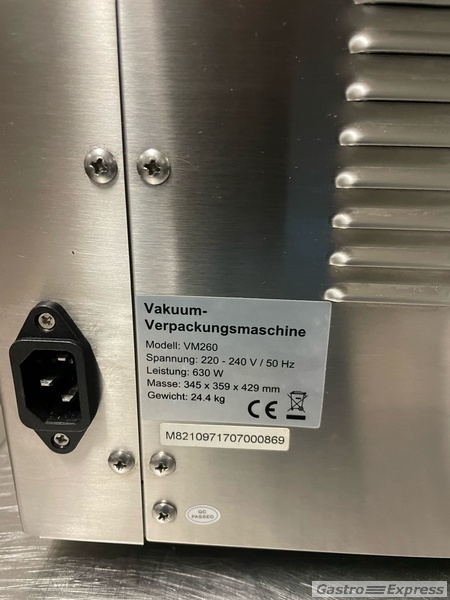 Vakuum-
Verpackungsmaschine
Modell: VM260
Spannung: 220 - 240 V / 50 Hz
Leistung: 630 W
Masse: 345 x 359 x 429 mm
Gewicht: 24.4 kg
CE
M8210971707000869
QC
PASSED
Gastro Express